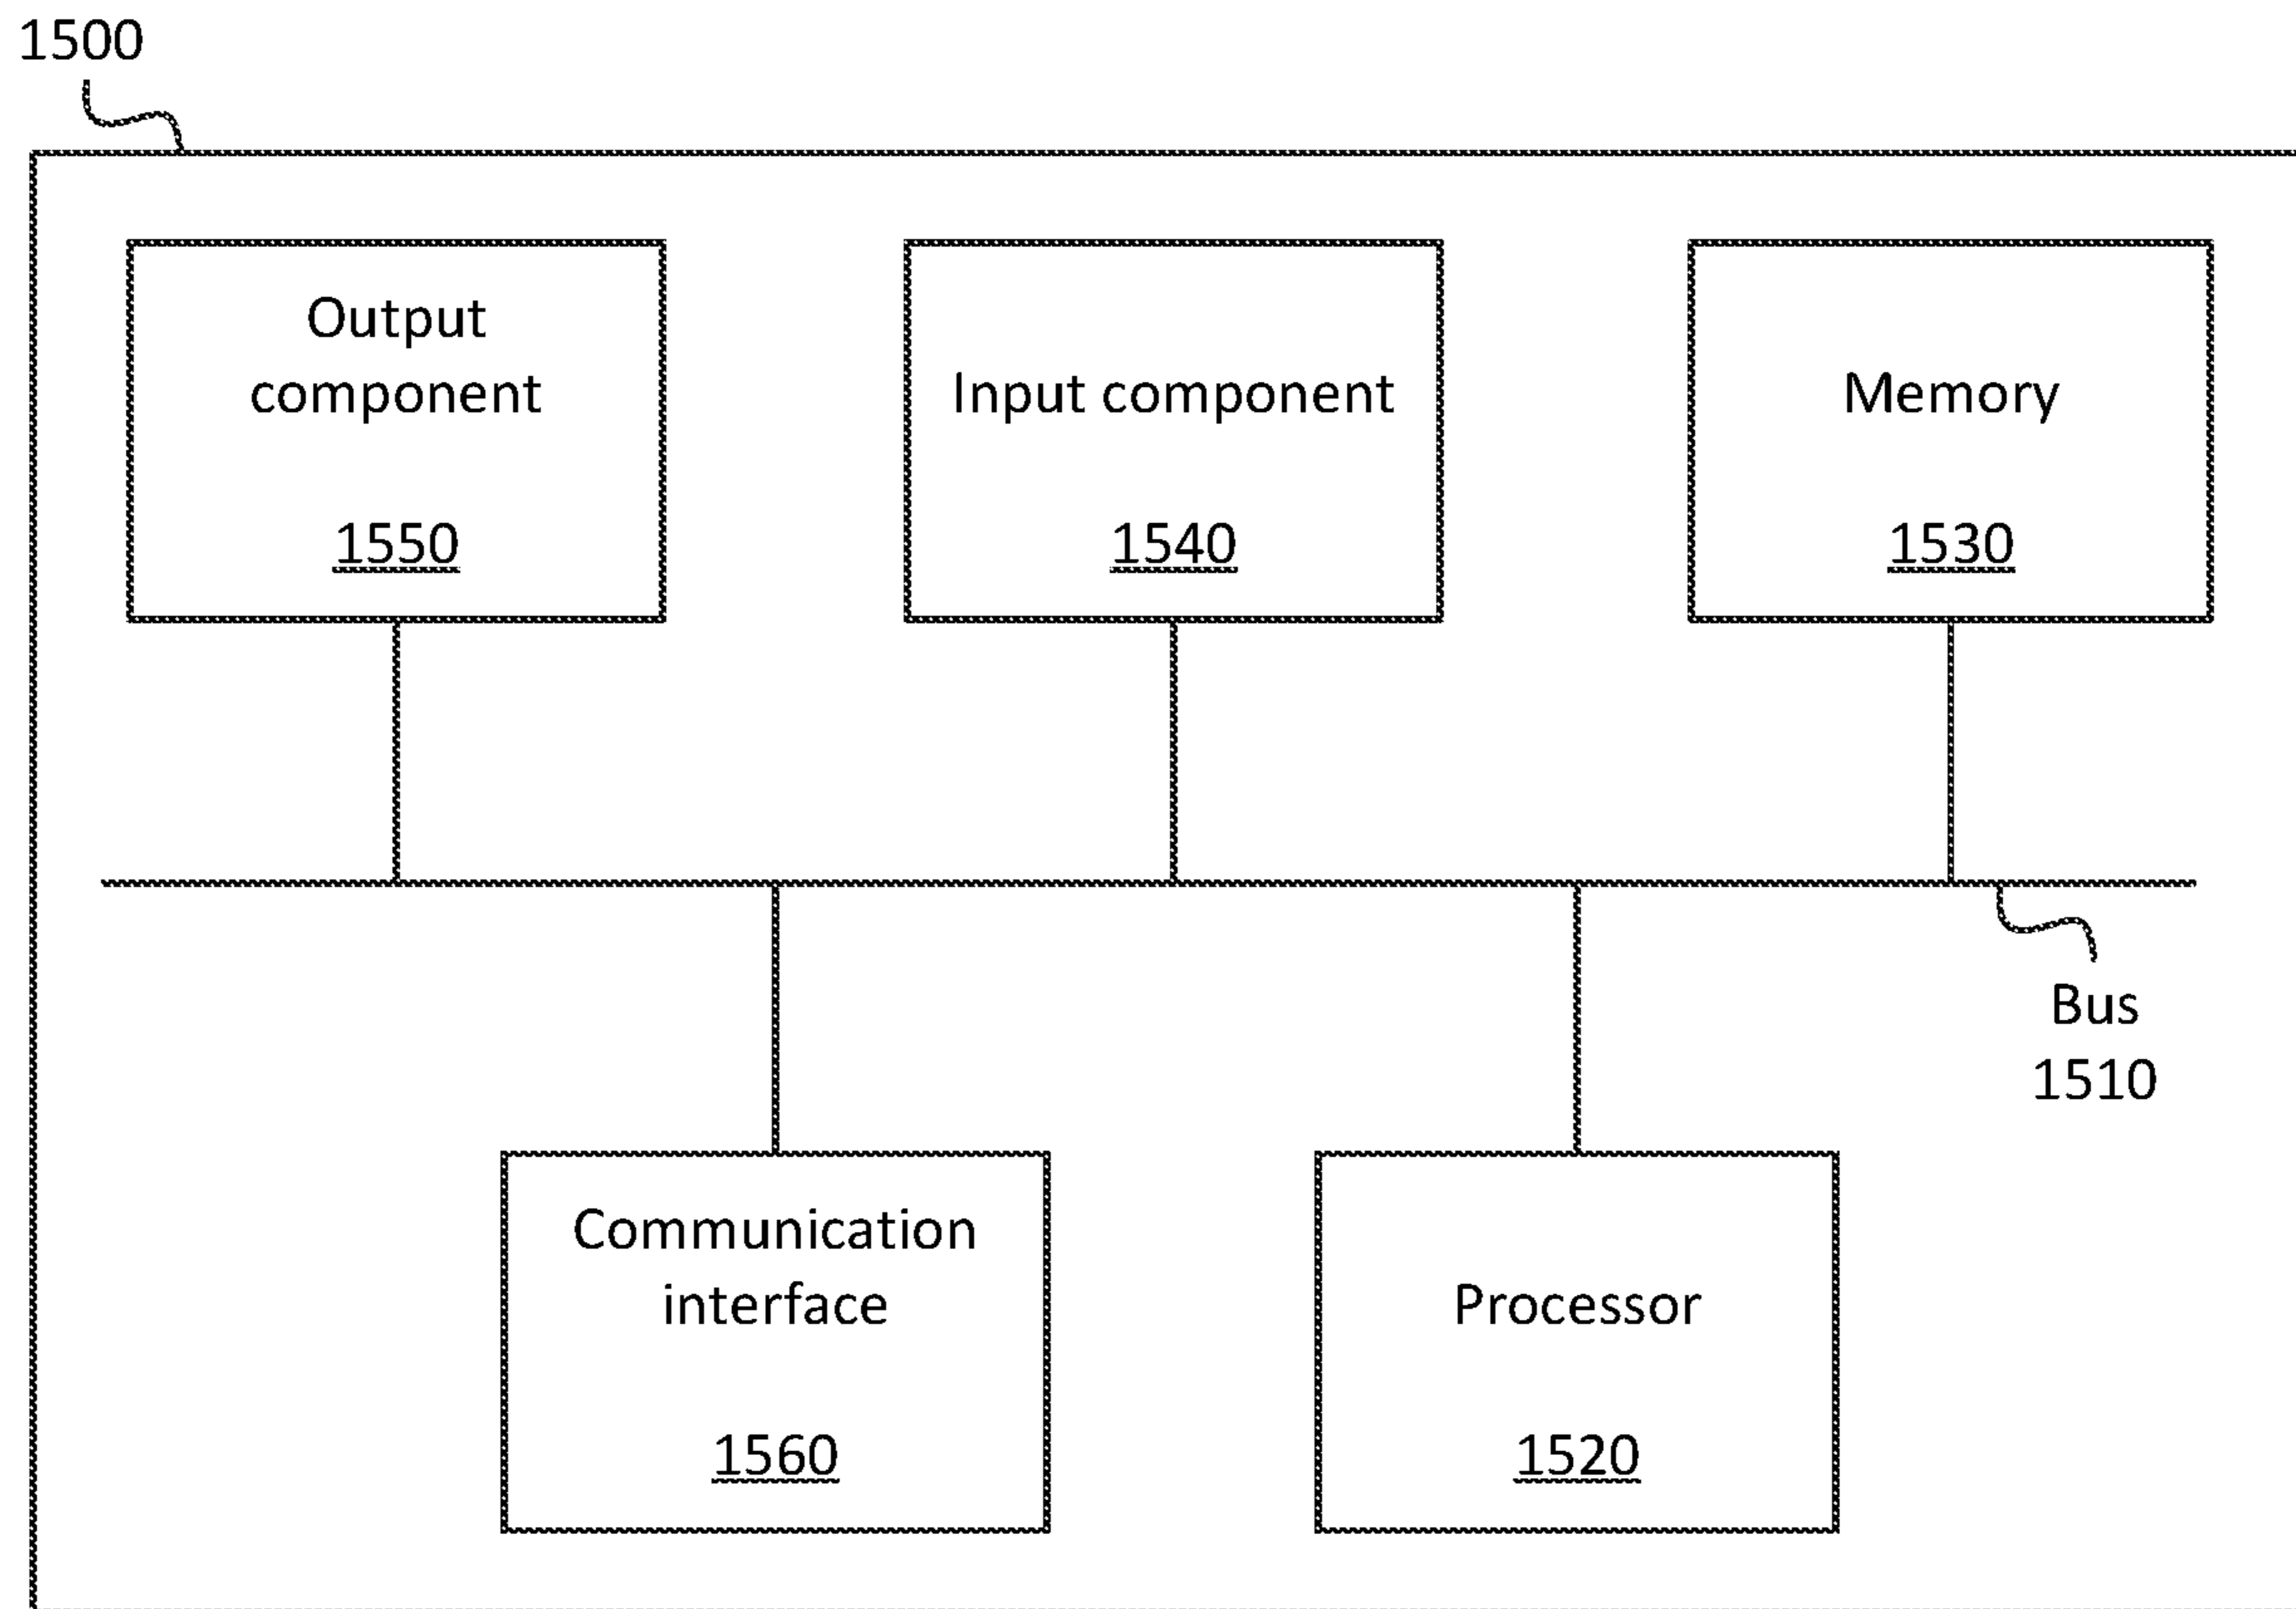 1500
Output
component
1550
Input component
1540
Memory
1530
Bus
1510
Communication
interface
1560
Processor
1520